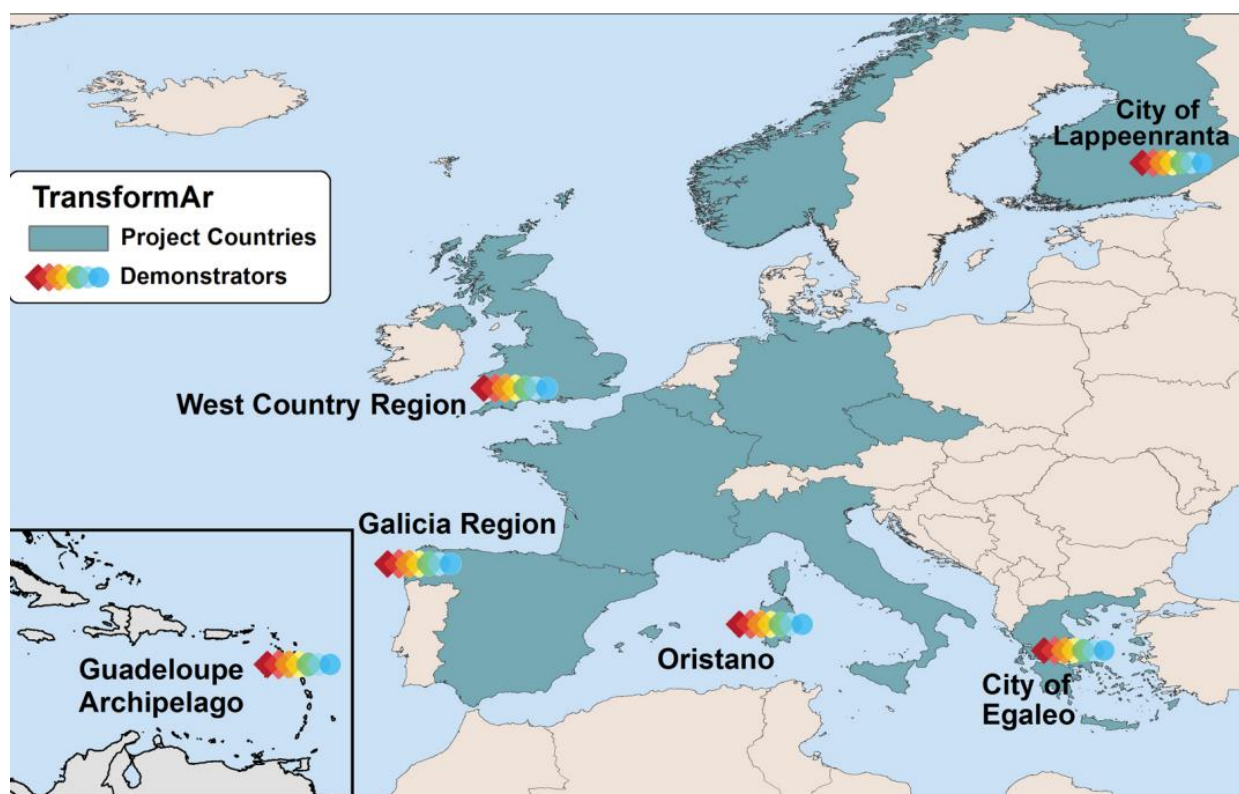 City of
Lappeenranta
TransformAr
Project Countries
Demonstrators
West Country Region
Galicia Region
Guadeloupe
Archipelago
Oristano
City of
Egaleo